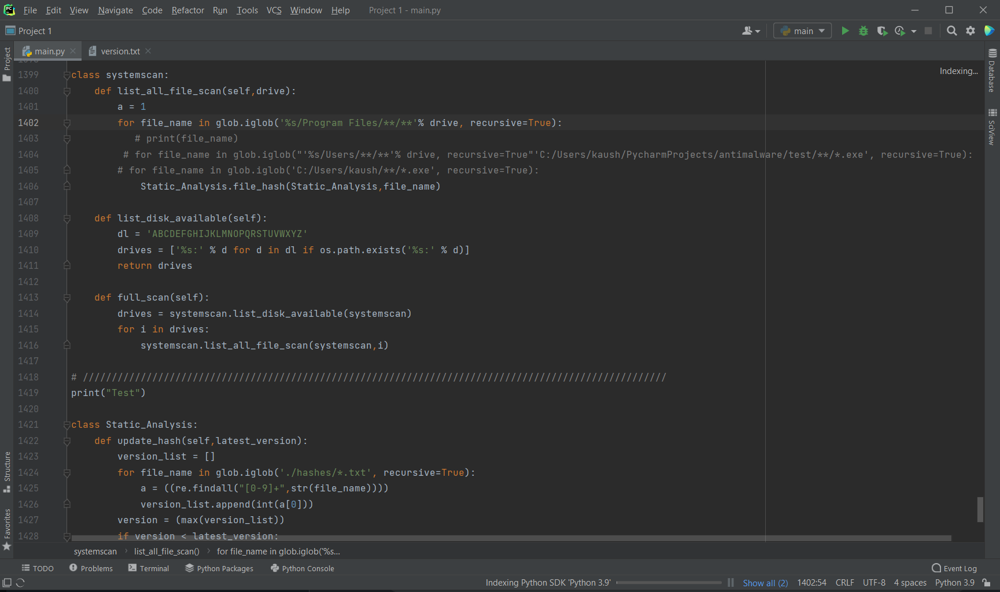 PC File Edit View Navigate Code Refactor Run Tools VCS Window Help Project 1 - main.py
Project 1
main
main.py
version.txt
Project
Structure
Favorites
Database
SciView
Indexing...
1399 class systemscan:
1400     def list_all_file_scan(self,drive):
1401         a = 1
1402         for file_name in glob.iglob('%s/Program Files/**/**'% drive, recursive=True):
1403            # print(file_name)
1404          # for file_name in glob.iglob("'%s/Users/**/**'% drive, recursive=True"'C:/Users/kaush/PycharmProjects/antimalware/test/**/*.exe', recursive=True):
1405         # for file_name in glob.iglob('C:/Users/kaush/**/*.exe', recursive=True):
1406             Static_Analysis.file_hash(Static_Analysis,file_name)
1407
1408     def list_disk_available(self):
1409         dl = 'ABCDEFGHIJKLMNOPQRSTUVWXYZ'
1410         drives = ['%s:' % d for d in dl if os.path.exists('%s:' % d)]
1411         return drives
1412
1413     def full_scan(self):
1414         drives = systemscan.list_disk_available(systemscan)
1415         for i in drives:
1416             systemscan.list_all_file_scan(systemscan,i)
1417
1418 # /////////////////////////////////////////////////////////////////////////////////////////////////////
1419 print("Test")
1420
1421 class Static_Analysis:
1422     def update_hash(self,latest_version):
1423         version_list = []
1424         for file_name in glob.iglob('./hashes/*.txt', recursive=True):
1425             a = ((re.findall("[0-9]+",str(file_name))))
1426             version_list.append(int(a[0]))
1427         version = (max(version_list))
1428         if version < latest_version:
systemscan › list_all_file_scan() › for file_name in glob.iglob('%s...
TODO Problems Terminal Python Packages Python Console Event Log
Indexing Python SDK 'Python 3.9' Show all (2) 1402:54 CRLF UTF-8 4 spaces Python 3.9